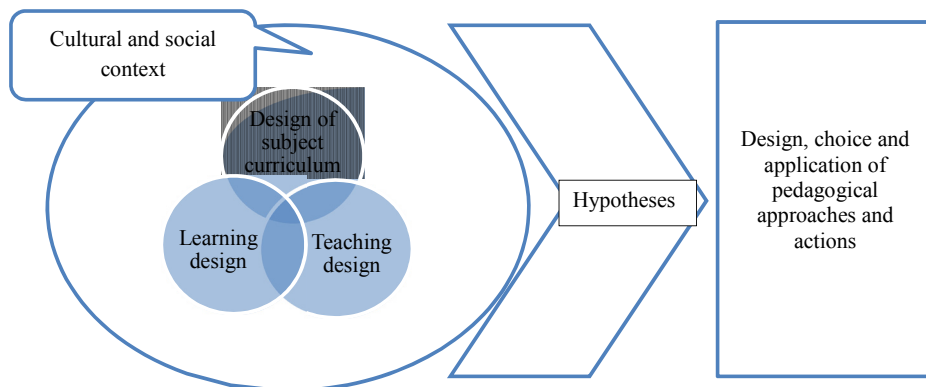 Cultural and social
context
Design of
subject
curriculum
Learning
design
Teaching
design
Hypotheses
Design, choice and
application of
pedagogical
approaches and
actions